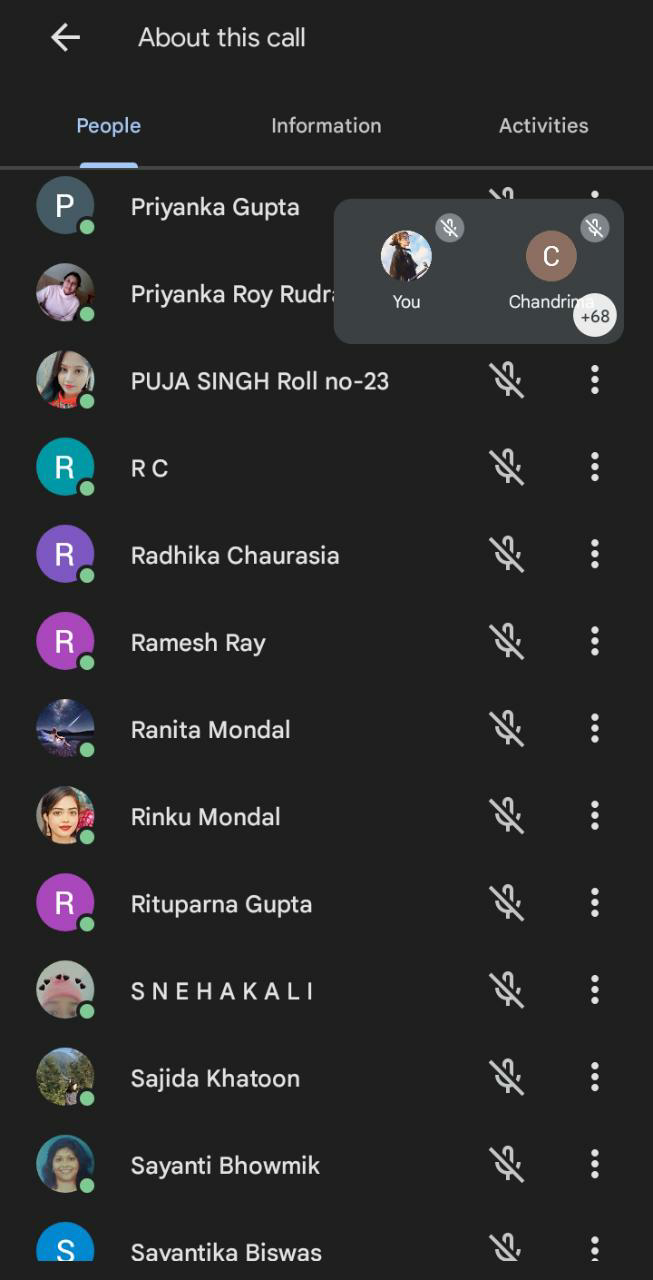 About this call
People
Information
Activities
P
Priyanka Gupta
You
C
Chandrima
+68
Priyanka Roy Rudra
PUJA SINGH Roll no-23
R
R C
R
Radhika Chaurasia
R
Ramesh Ray
Ranita Mondal
Rinku Mondal
R
Rituparna Gupta
S N E H A K A L I
Sajida Khatoon
Sayanti Bhowmik
S
Sayantika Biswas